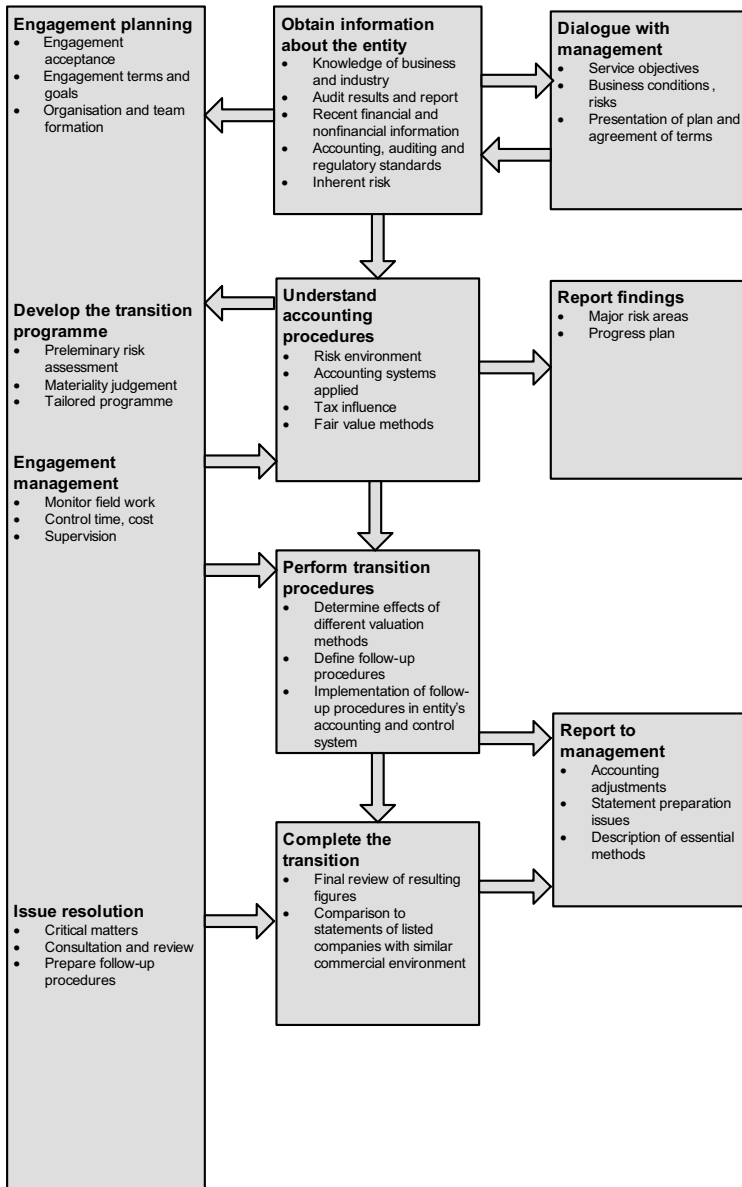 Engagement planning
• Engagement
acceptance
• Engagement terms and
goals
• Organisation and team
formation
Obtain information
about the entity
• Knowledge of business
and industry
• Audit results and report
• Recent financial and
nonfinancial information
• Accounting, auditing and
regulatory standards
• Inherent risk
Dialogue with
management
• Service objectives
• Business conditions ,
risks
• Presentation of plan and
agreement of terms
Develop the transition
programme
• Preleminary risk
assessment
• Materiality judgement
• Tailored programme
Understand
accounting
procedures
• Risk environment
• Accounting systems
applied
• Tax influence
• Fair value methods
Report findings
• Major risk areas
• Progress plan
Engagement
management
• Monitor field work
• Control time, cost
• Supervision
Perform transition
procedures
• Determine effects of
different valuation
methods
• Define follow-up
procedures
• Implementation of follow-
up procedures in entity's
accounting and control
system
Report to
management
• Accounting
adjustments
• Statement preparation
issues
• Description of essential
methods
Complete the
transition
• Final review of resulting
figures
• Comparison to
statements of listed
companies with similar
commercial environment
Issue resolution
• Critical matters
• Consultation and review
• Prepare follow-up
procedures